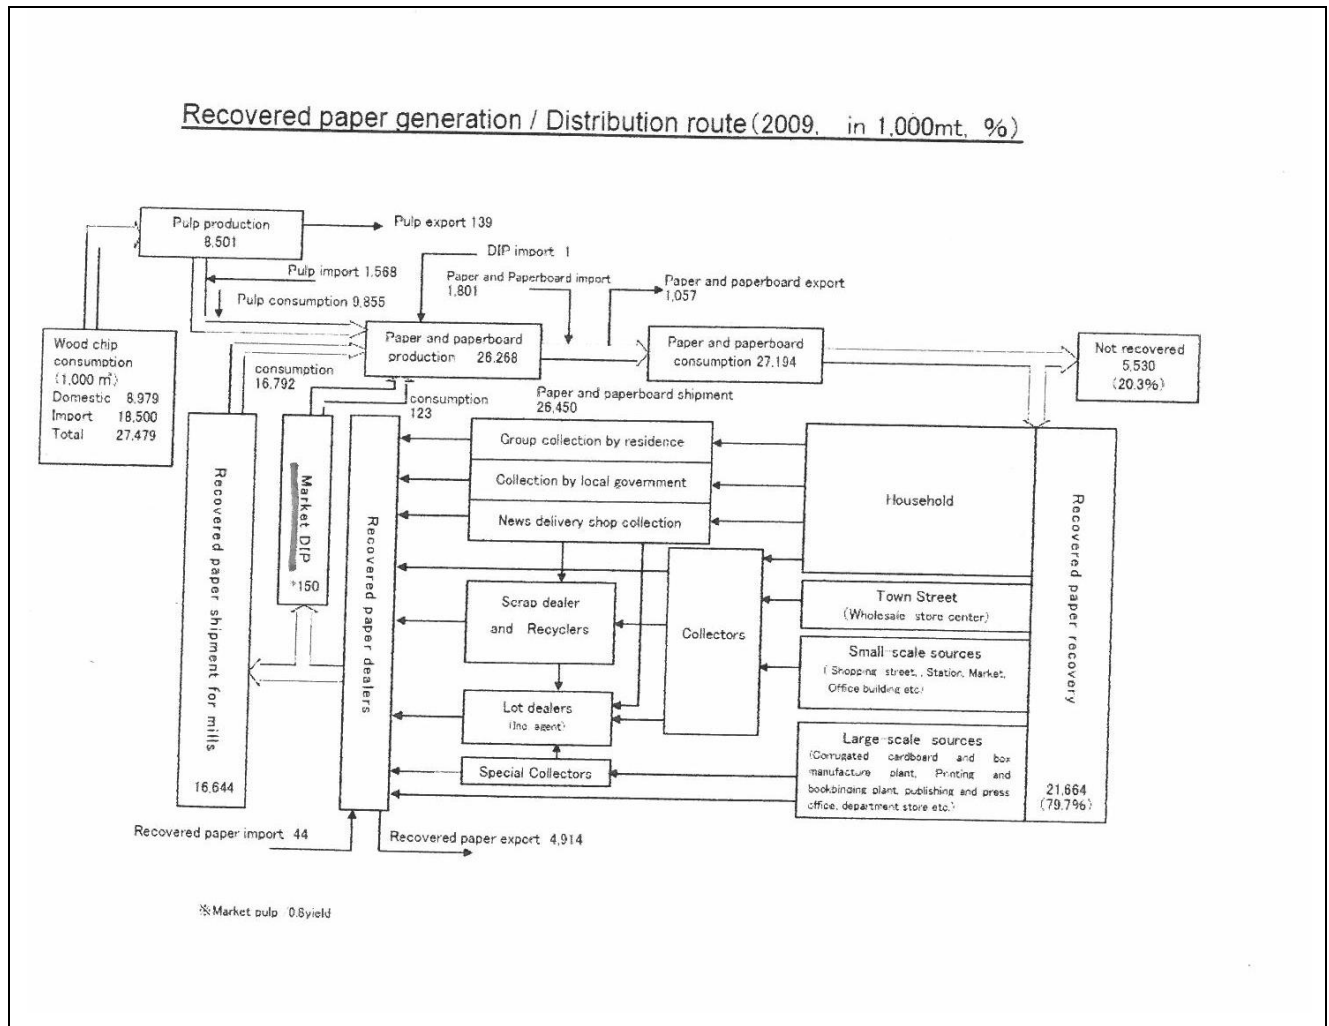 Recovered paper generation / Distribution route(2009, in 1,000mt, %)
Pulp production
8,501
Pulp export 139
DIP import 1
Pulp import 1,568
Paper and Paperboard import
1,801
Paper and paperboard export
1,057
Pulp consumption 9,855
Wood chip
consumption
(1,000 ㎥)
Domestic 8,979
Import 18,500
Total 27,479
Paper and paperboard
production 26,268
Paper and paperboard
consumption 27,194
Not recovered
5,530
(20.3%)
consumption
16,792
consumption
123
Paper and paperboard shipment
26,450
Recovered paper shipment for mills
16,644
Market DIP
*150
Recovered paper dealers
Group collection by residence
Collection by local government
News delivery shop collection
Scrap dealer
and Recyclers
Lot dealers
(Inc. agent)
Special Collectors
Collectors
Household
Town Street
(Wholesale store center)
Small-scale sources
( Shopping street, , Station, Market,
Office building etc)
Large-scale sources
(Corrugated cardboard and box
manufacture plant, Printing and
bookbinding plant, publishing and press
office, department store etc.)
Recovered paper recovery
21,664
(79.7%)
Recovered paper import 44
Recovered paper export 4,914
※Market pulp /0.8yield